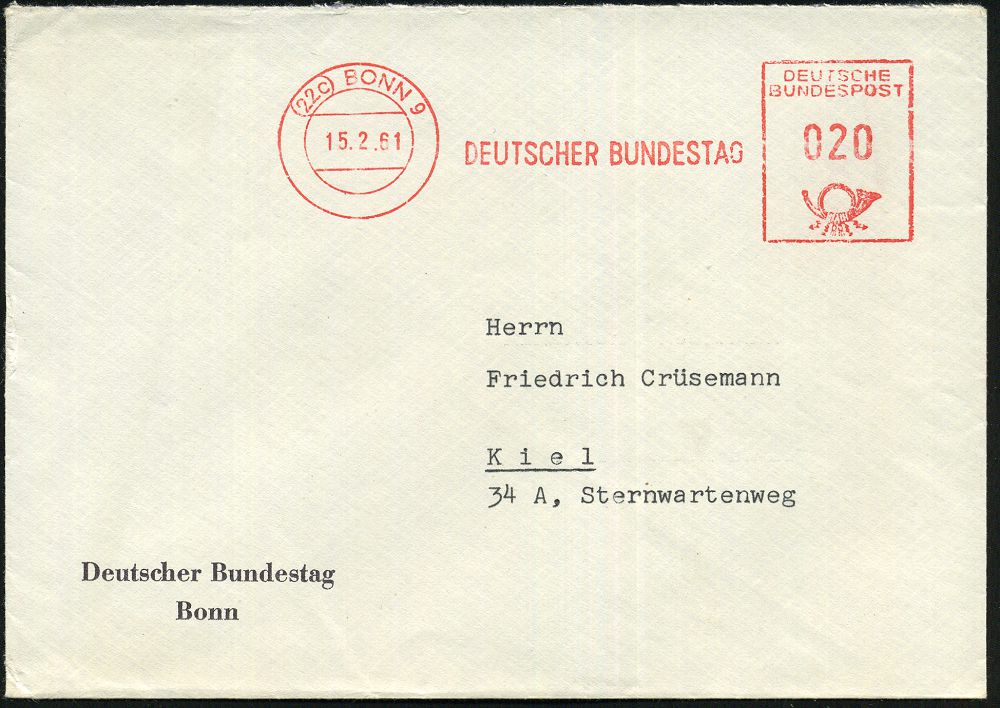 (22c) BONN 9
15.2.61
DEUTSCHER BUNDESTAG
DEUTSCHE
BUNDESPOST
020
Herrn
Friedrich Crüsemann
K i e l
34 A, Sternwartenweg
Deutscher Bundestag
Bonn